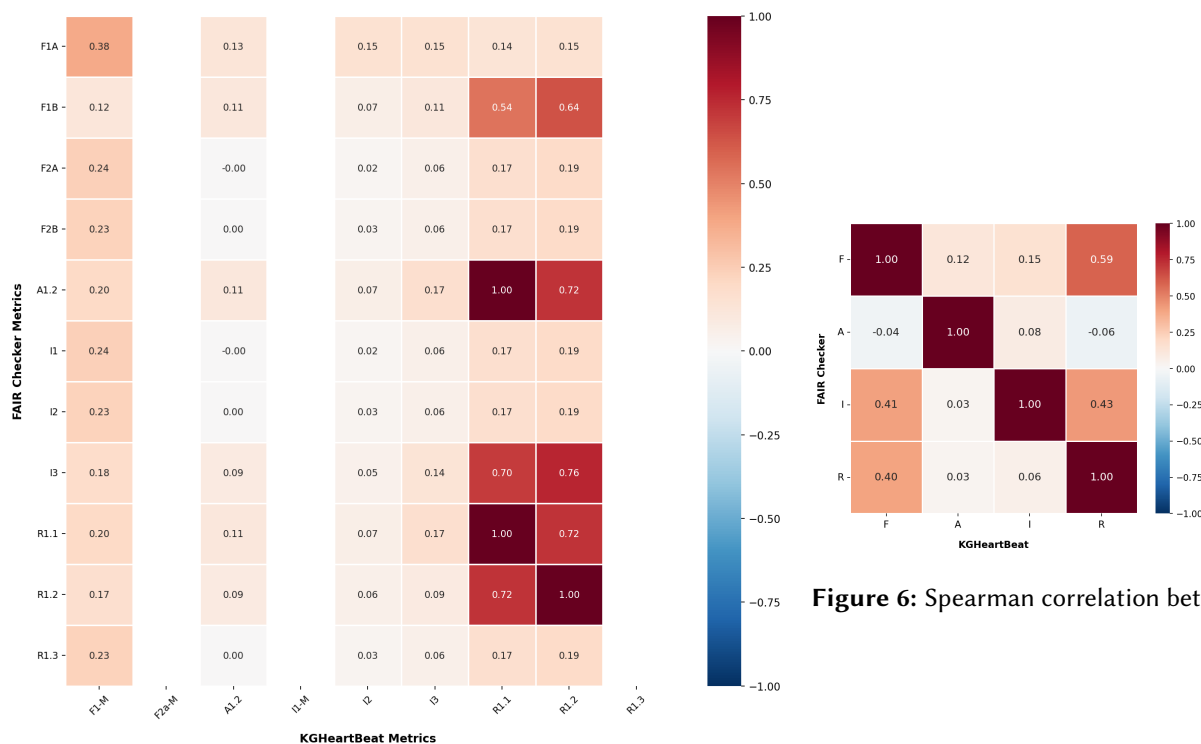 F1A 0.38 0.13 0.15 0.15 0.14 0.15
F1B 0.12 0.11 0.07 0.11 0.54 0.64
F2A 0.24 -0.00 0.02 0.06 0.17 0.19
F2B 0.23 0.00 0.03 0.06 0.17 0.19
A1.2 0.20 0.11 0.07 0.17 1.00 0.72
I1 0.24 -0.00 0.02 0.06 0.17 0.19
I2 0.23 0.00 0.03 0.06 0.17 0.19
I3 0.18 0.09 0.05 0.14 0.70 0.76
R1.1 0.20 0.11 0.07 0.17 1.00 0.72
R1.2 0.17 0.09 0.06 0.09 0.72 1.00
R1.3 0.23 0.00 0.03 0.06 0.17 0.19
F1-M F2a-M A1.2 I1-M I2 I3 R1.1 R1.2 R1.3
FAIR Checker Metrics
KGHeartBeat Metrics
1.00
0.75
0.50
0.25
0.00
−0.25
−0.50
−0.75
−1.00
F 1.00 0.12 0.15 0.59
A -0.04 1.00 0.08 -0.06
I 0.41 0.03 1.00 0.43
R 0.40 0.03 0.06 1.00
F A I R
FAIR Checker
KGHeartBeat
1.00
0.75
0.50
0.25
0.00
−0.25
−0.50
−0.75
−1.00
Figure 6: Spearman correlation bet